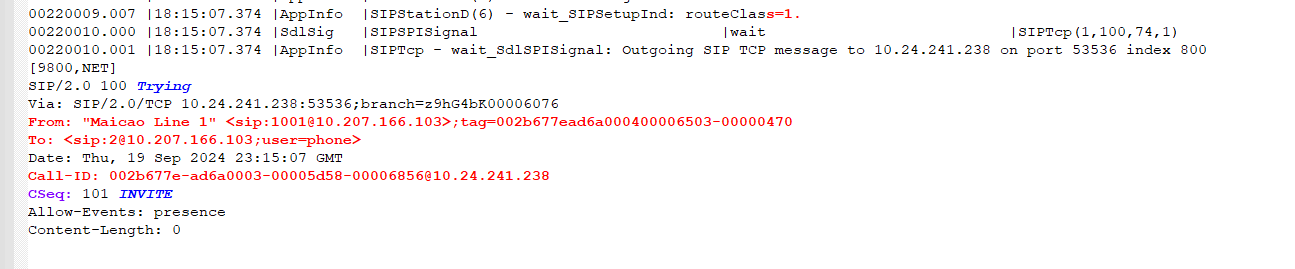 00220009.007 |18:15:07.374 |AppInfo  |SIPStationD(6) - wait_SIPSetupInd: routeClass=1.
00220010.000 |18:15:07.374 |SdlSig   |SIPSPISignal                           |wait                           |SIPTcp(1,100,74,1)
00220010.001 |18:15:07.374 |AppInfo  |SIPTcp - wait_SdlSPISignal: Outgoing SIP TCP message to 10.24.241.238 on port 53536 index 800
[9800,NET]
SIP/2.0 100 Trying
Via: SIP/2.0/TCP 10.24.241.238:53536;branch=z9hG4bK00006076
From: "Maicao Line 1" <sip:1001@10.207.166.103>;tag=002b677ead6a000400006503-00000470
To: <sip:2@10.207.166.103;user=phone>
Date: Thu, 19 Sep 2024 23:15:07 GMT
Call-ID: 002b677e-ad6a0003-00005d58-00006856@10.24.241.238
CSeq: 101 INVITE
Allow-Events: presence
Content-Length: 0